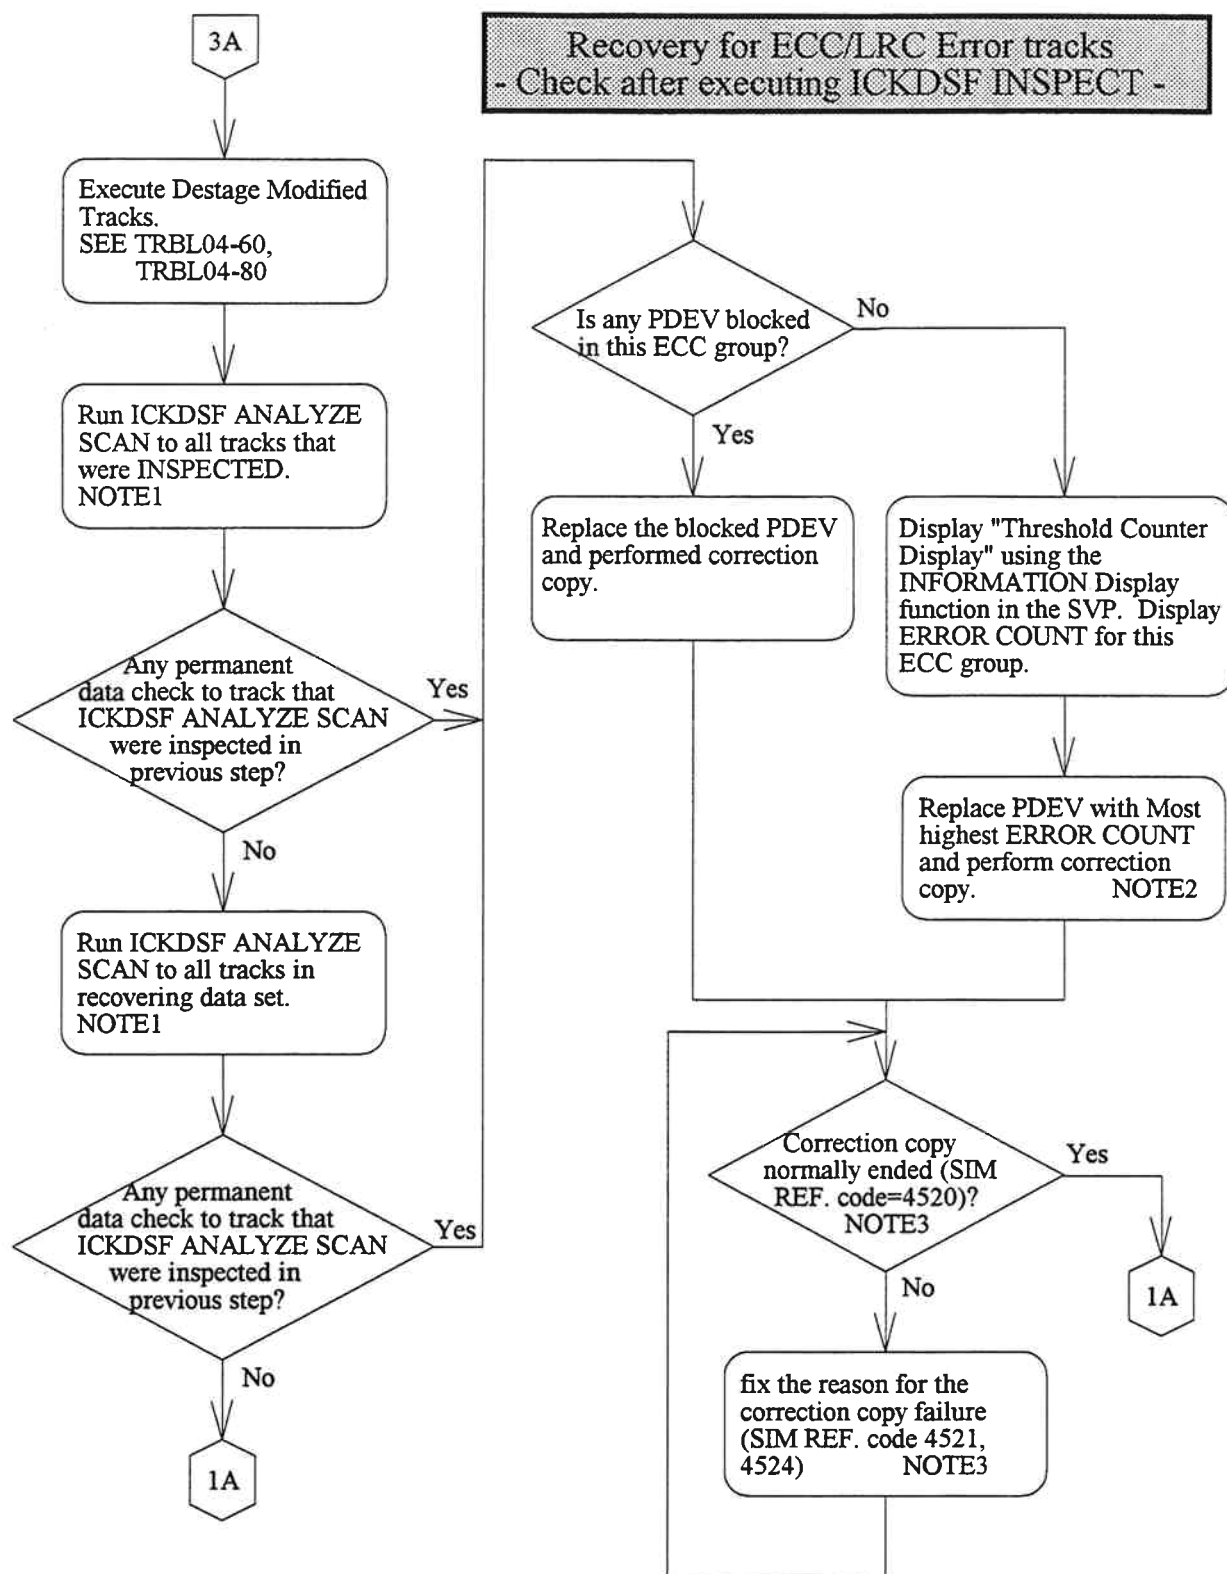 3A
Recovery for ECC/LRC Error tracks
- Check after executing ICKDSF INSPECT -
Execute Destage Modified
Tracks.
SEE TRBL04-60,
TRBL04-80
Run ICKDSF ANALYZE
SCAN to all tracks that
were INSPECTED.
NOTE1
Any permanent
data check to track that
ICKDSF ANALYZE SCAN
were inspected in
previous step?
Yes
No
Run ICKDSF ANALYZE
SCAN to all tracks in
recovering data set.
NOTE1
Any permanent
data check to track that
ICKDSF ANALYZE SCAN
were inspected in
previous step?
Yes
No
1A
Is any PDEV blocked
in this ECC group?
No
Yes
Replace the blocked PDEV
and performed correction
copy.
Display "Threshold Counter
Display" using the
INFORMATION Display
function in the SVP. Display
ERROR COUNT for this
ECC group.
Replace PDEV with Most
highest ERROR COUNT
and perform correction
copy. NOTE2
Correction copy
normally ended (SIM
REF. code=4520)?
NOTE3
Yes
No
1A
fix the reason for the
correction copy failure
(SIM REF. code 4521,
4524) NOTE3